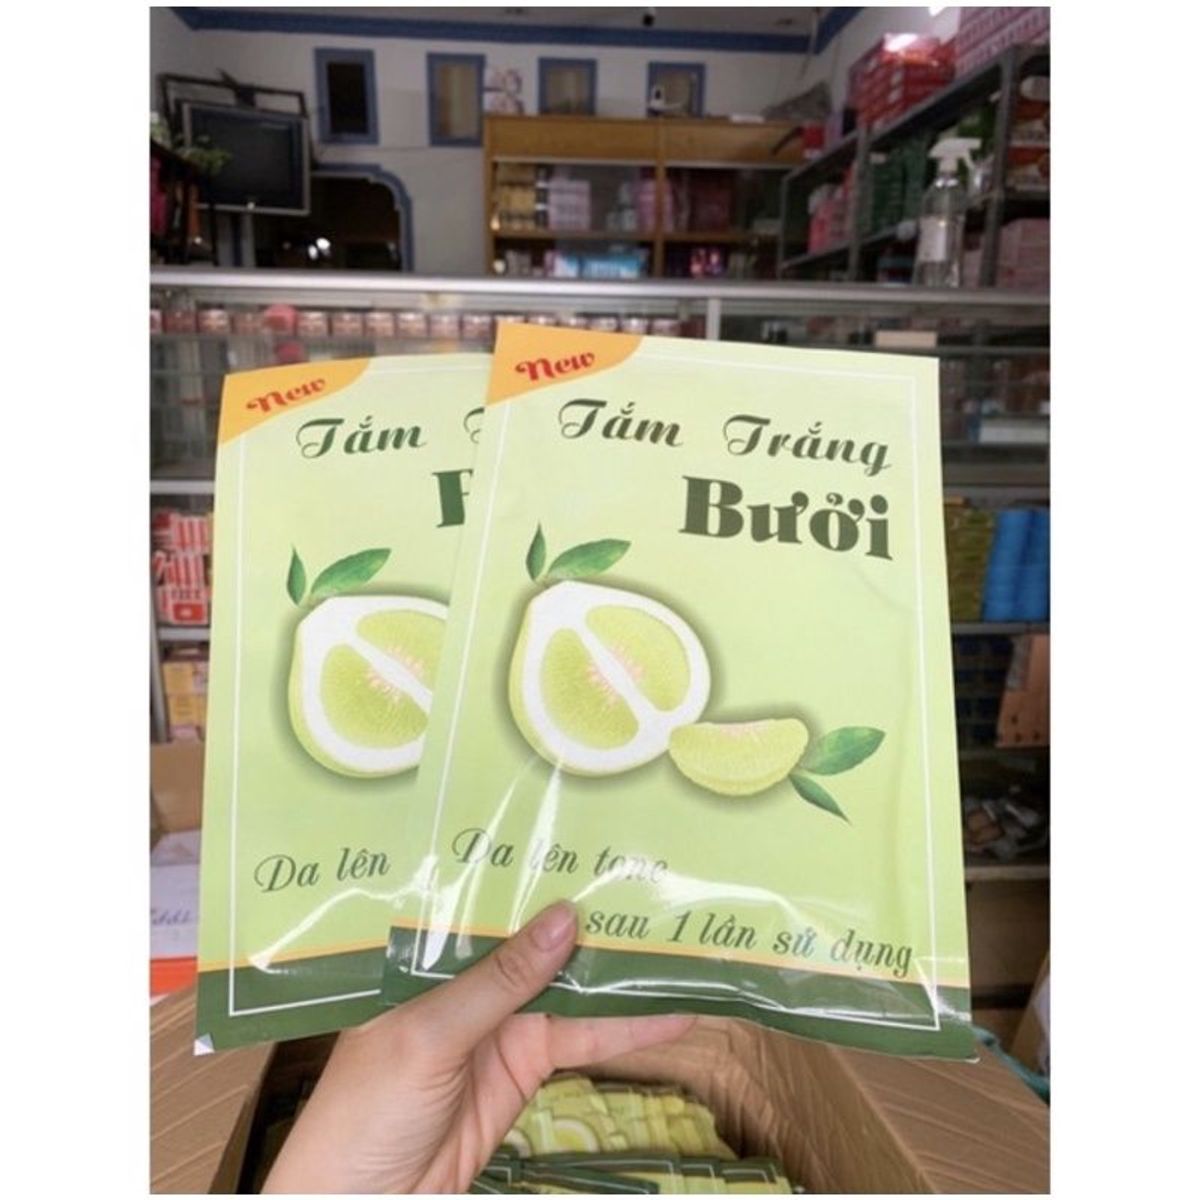 New
Tắm
Da lên
New
Tắm Trắng
Bưởi
Da lên tone
sau 1 lần sử dụng